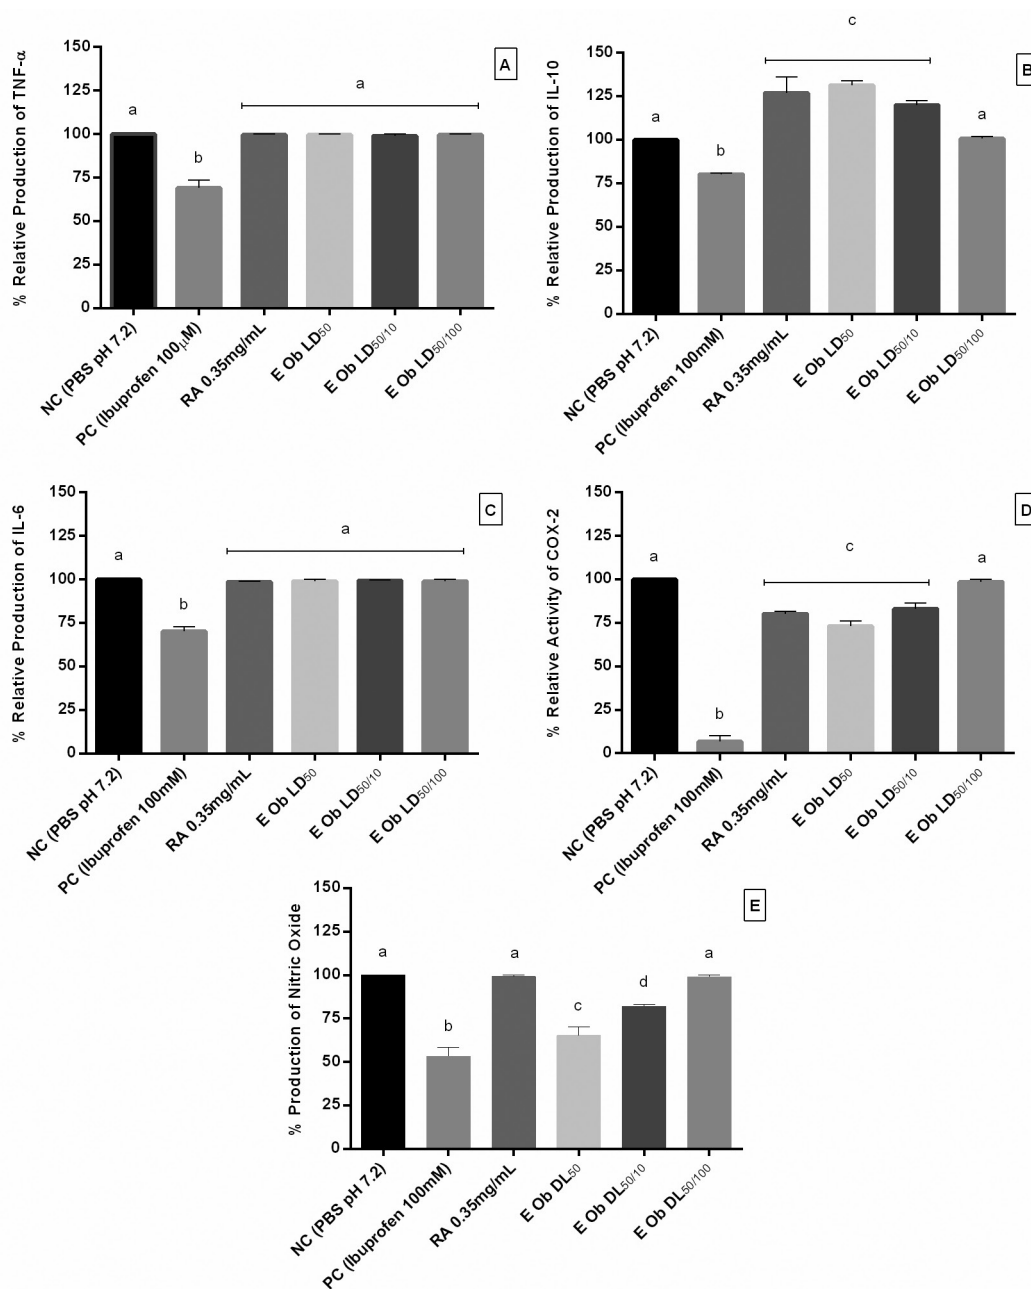 A
% Relative Production of TNF-α
150
125
100
75
50
25
0
a
b
a
NC (PBS pH 7.2)
PC (Ibuprofen 100μM)
RA 0.35mg/mL
E Ob LD50
E Ob LD50/10
E Ob LD50/100
B
% Relative Production of IL-10
150
125
100
75
50
25
0
a
b
c
a
NC (PBS pH 7.2)
PC (Ibuprofen 100mM)
RA 0.35mg/mL
E Ob LD50
E Ob LD50/10
E Ob LD50/100
C
% Relative Production of IL-6
150
125
100
75
50
25
0
a
b
a
NC (PBS pH 7.2)
PC (Ibuprofen 100mM)
RA 0.35mg/mL
E Ob LD50
E Ob LD50/10
E Ob LD50/100
D
% Relative Activity of COX-2
150
125
100
75
50
25
0
a
b
c
a
NC (PBS pH 7.2)
PC (Ibuprofen 100mM)
RA 0.35mg/mL
E Ob LD50
E Ob LD50/10
E Ob LD50/100
E
% Production of Nitric Oxide
150
125
100
75
50
25
0
a
b
a
c
d
a
NC (PBS pH 7.2)
PC (Ibuprofen 100mM)
RA 0.35mg/mL
E Ob DL50
E Ob DL50/10
E Ob DL50/100